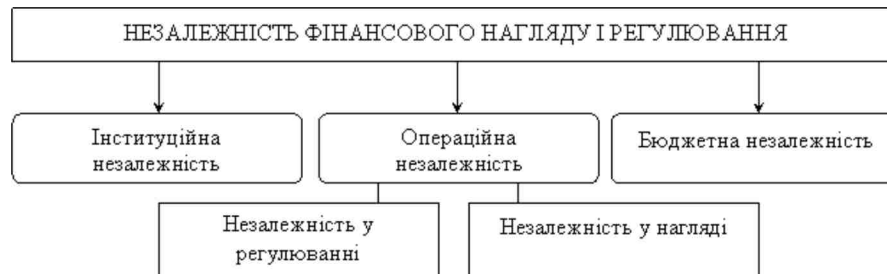 НЕЗАЛЕЖНІСТЬ ФІНАНСОВОГО НАГЛЯДУ І РЕГУЛЮВАННЯ
Інституційна
незалежність
Операційна
незалежність
Бюджетна незалежність
Незалежність у
регулюванні
Незалежність у нагляді